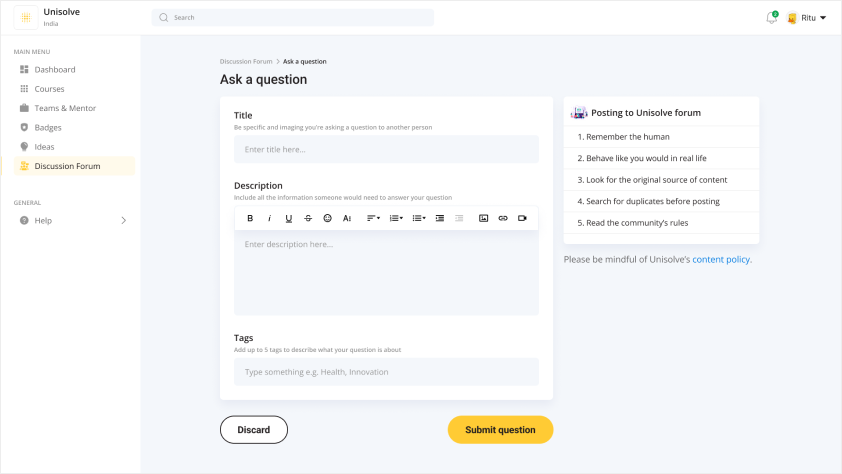 Unisolve
India
Search
2
Ritu
MAIN MENU
Dashboard
Courses
Teams & Mentor
Badges
Ideas
Discussion Forum
GENERAL
Help
Discussion Forum > Ask a question
Ask a question
Title
Be specific and imaging you're asking a question to another person
Enter title here...
Description
Include all the information someone would need to answer your question
B i U S A
Enter description here...
Tags
Add up to 5 tags to describe what your question is about
Type something e.g. Health, Innovation
Discard
Submit question
Posting to Unisolve forum
1. Remember the human
2. Behave like you would in real life
3. Look for the original source of content
4. Search for duplicates before posting
5. Read the community's rules
Please be mindful of Unisolve's content policy.